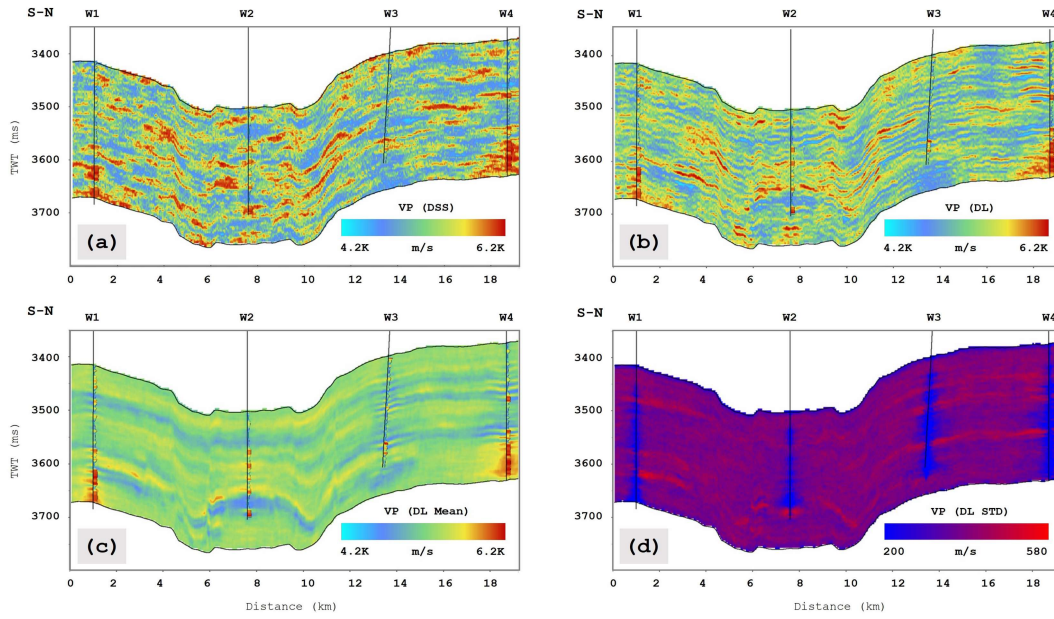 S-N W1 W2 W3 W4
3400
3500
3600
3700
TWT (ms)
VP (DSS)
4.2K m/s 6.2K
(a)
0 2 4 6 8 10 12 14 16 18
S-N W1 W2 W3 W4
3400
3500
3600
3700
VP (DL)
4.2K m/s 6.2K
(b)
0 2 4 6 8 10 12 14 16 18
S-N W1 W2 W3 W4
3400
3500
3600
3700
TWT (ms)
VP (DL Mean)
4.2K m/s 6.2K
(c)
0 2 4 6 8 10 12 14 16 18
Distance (km)
S-N W1 W2 W3 W4
3400
3500
3600
3700
VP (DL STD)
200 m/s 580
(d)
0 2 4 6 8 10 12 14 16 18
Distance (km)